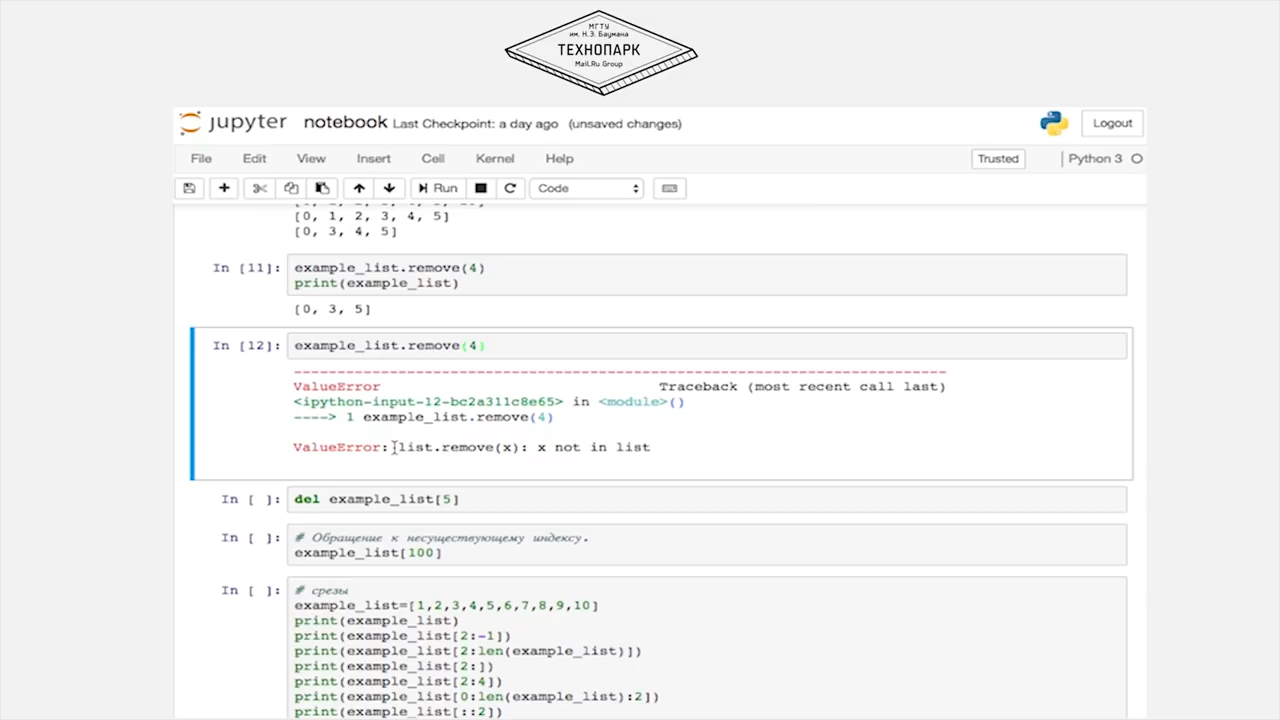 МГТУ
им. Н.Э. Баумана
ТЕХНОПАРК
Mail.Ru Group
jupyter notebook Last Checkpoint: a day ago (unsaved changes) Logout
File Edit View Insert Cell Kernel Help Trusted Python 3
Run Code
[0, 1, 2, 3, 4, 5]
[0, 3, 4, 5]
In [11]: example_list.remove(4)
print(example_list)
[0, 3, 5]
In [12]: example_list.remove(4)
---------------------------------------------------------------------------
ValueError Traceback (most recent call last)
<ipython-input-12-bc2a311c8e65> in <module>()
----> 1 example_list.remove(4)
ValueError: list.remove(x): x not in list
In [ ]: del example_list[5]
In [ ]: # Обращение к несуществующему индексу.
example_list[100]
In [ ]: # срезы
example_list=[1,2,3,4,5,6,7,8,9,10]
print(example_list)
print(example_list[2:-1])
print(example_list[2:len(example_list)])
print(example_list[2:])
print(example_list[2:4])
print(example_list[0:len(example_list):2])
print(example_list[::2])